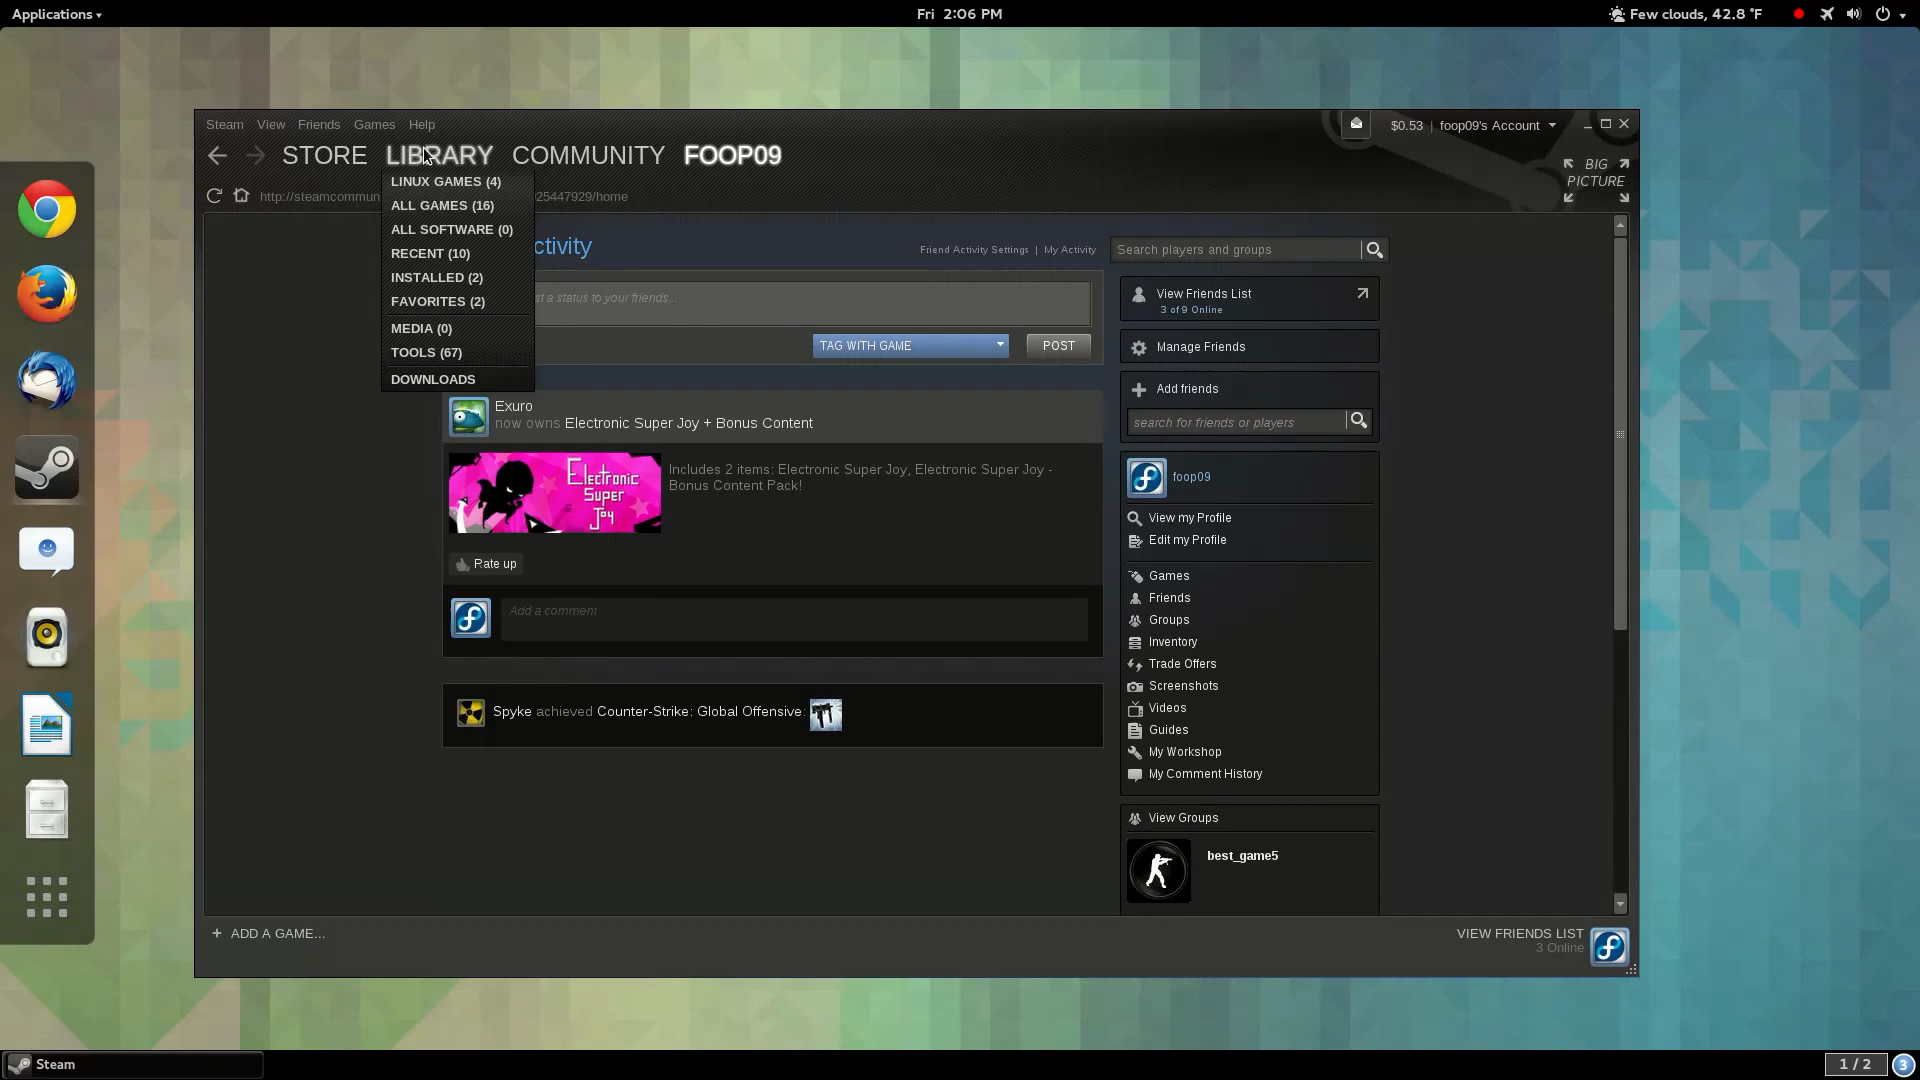 Applications
Fri 2:06 PM
Few clouds, 42.8 °F
Steam View Friends Games Help
$0.53 | foop09's Account
STORE LIBRARY COMMUNITY FOOP09
BIG
PICTURE
http://steamcommun
25447929/home
LINUX GAMES (4)
ALL GAMES (16)
ALL SOFTWARE (0)
RECENT (10)
INSTALLED (2)
FAVORITES (2)
MEDIA (0)
TOOLS (67)
DOWNLOADS
ctivity
Friend Activity Settings | My Activity
st a status to your friends...
TAG WITH GAME
POST
Exuro
now owns Electronic Super Joy + Bonus Content
Electronic
Super
Joy
Includes 2 items: Electronic Super Joy, Electronic Super Joy -
Bonus Content Pack!
Rate up
Add a comment
Spyke achieved Counter-Strike: Global Offensive:
Search players and groups
View Friends List
3 of 9 Online
Manage Friends
Add friends
search for friends or players
foop09
View my Profile
Edit my Profile
Games
Friends
Groups
Inventory
Trade Offers
Screenshots
Videos
Guides
My Workshop
My Comment History
View Groups
best_game5
+ ADD A GAME...
VIEW FRIENDS LIST
3 Online
Steam
1 / 2
3